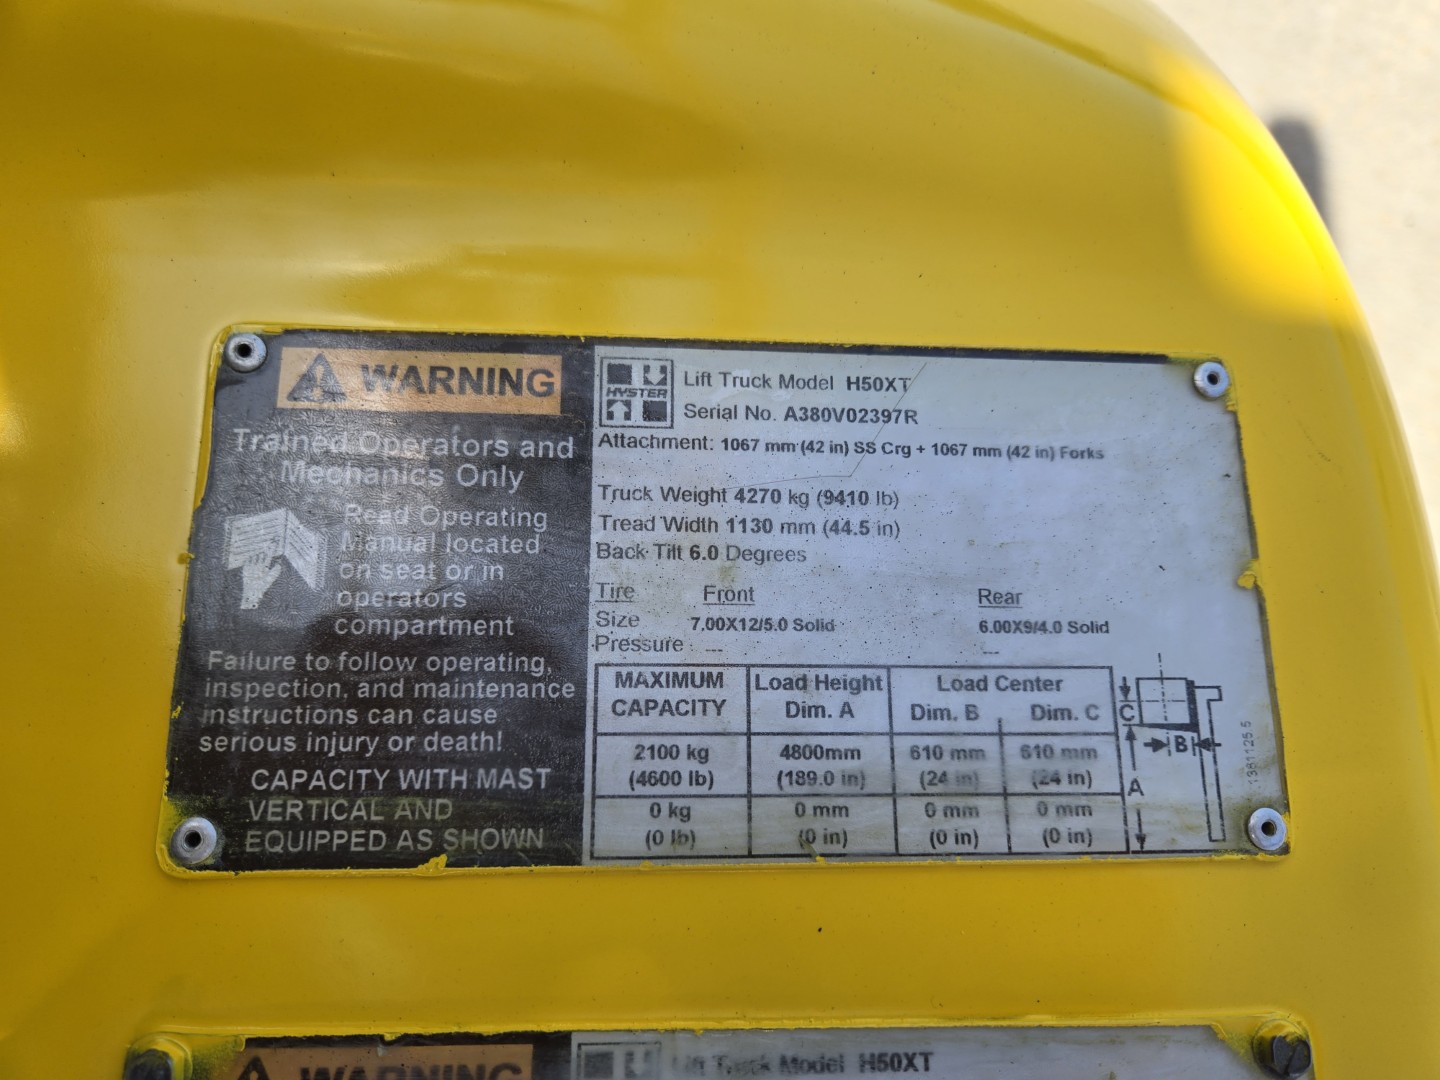 WARNING
Trained Operators and
Mechanics Only
Read Operating
Manual located
on seat or in
operators
compartment
Failure to follow operating,
inspection, and maintenance
instructions can cause
serious injury or death!
CAPACITY WITH MAST
VERTICAL AND
EQUIPPED AS SHOWN
HYSTER
Lift Truck Model H50XT
Serial No. A380V02397R
Attachment: 1067 mm (42 in) SS Crg + 1067 mm (42 in) Forks
Truck Weight 4270 kg (9410 lb)
Tread Width 1130 mm (44.5 in)
Back Tilt 6.0 Degrees
Tire Front Rear
Size 7.00X12/5.0 Solid 6.00X9/4.0 Solid
Pressure --- ---
MAXIMUM Load Height Load Center
CAPACITY Dim. A Dim. B Dim. C
2100 kg 4800mm 610 mm 610 mm
(4600 lb) (189.0 in) (24 in) (24 in)
0 kg 0 mm 0 mm 0 mm
(0 lb) (0 in) (0 in) (0 in)
C
B
A
WARNING
Lift Truck Model H50XT